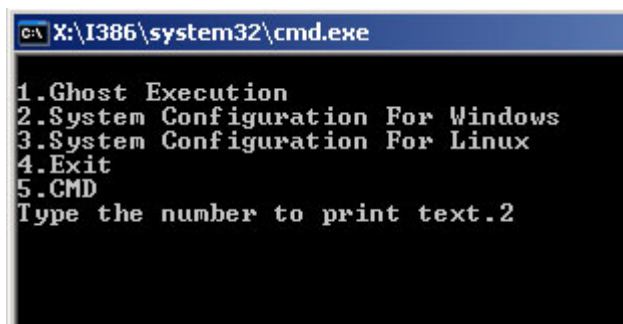 X:\I386\system32\cmd.exe
1.Ghost Execution
2.System Configuration For Windows
3.System Configuration For Linux
4.Exit
5.CMD
Type the number to print text.2